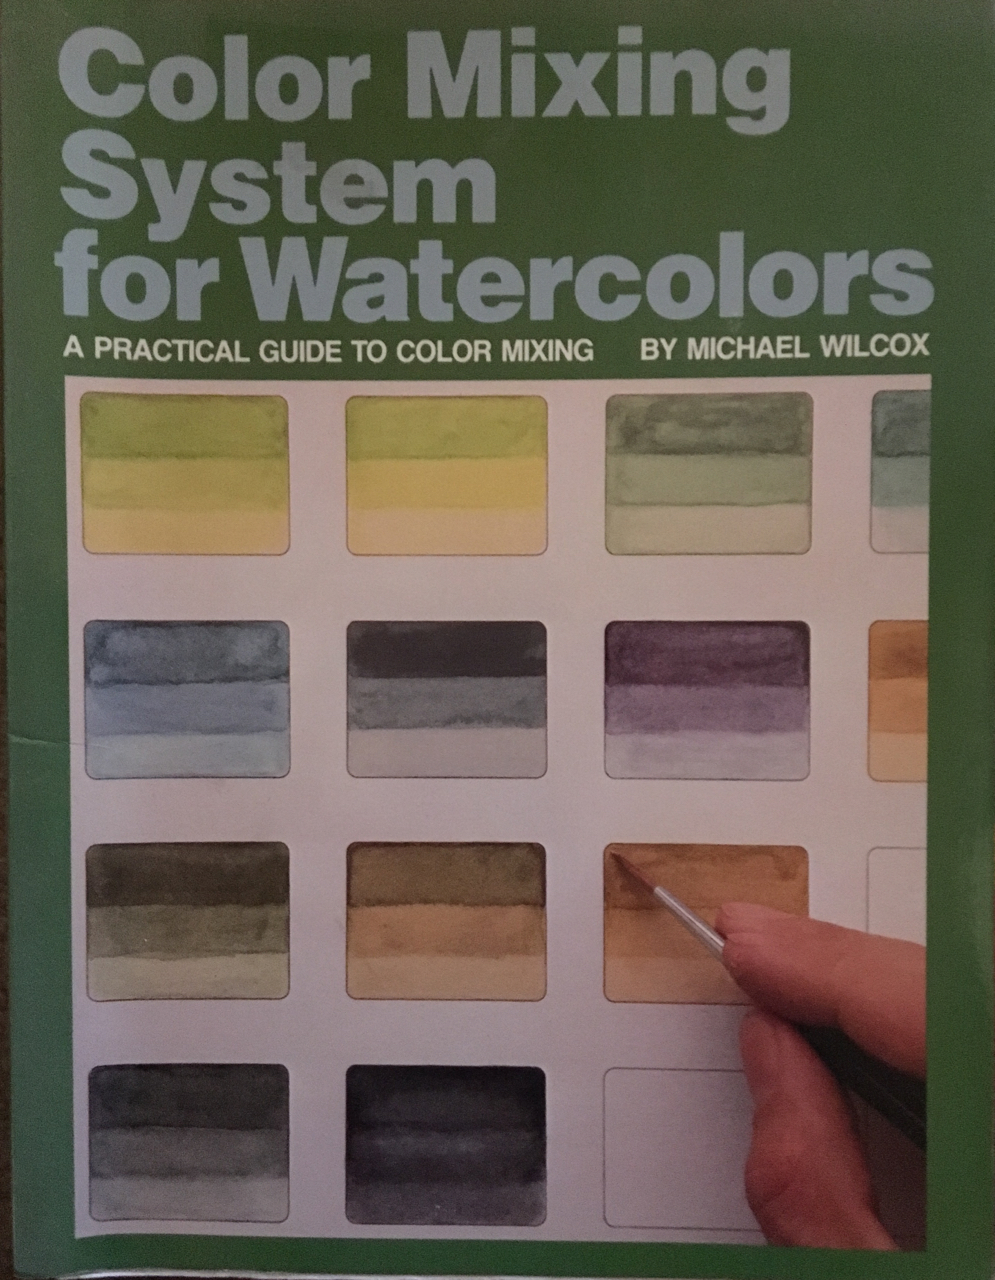 Color Mixing
System
for Watercolors
A PRACTICAL GUIDE TO COLOR MIXING BY MICHAEL WILCOX